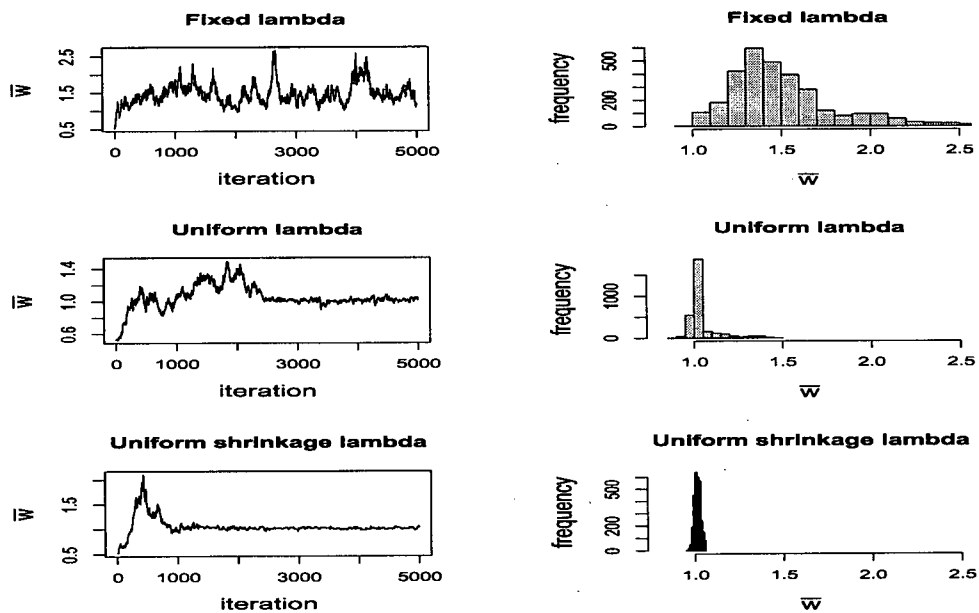 Fixed lambda
w̅
0.5 1.5 2.5
0 1000 3000 5000
iteration
Fixed lambda
frequency
0 200 500
1.0 1.5 2.0 2.5
w̅
Uniform lambda
w̅
0.6 1.0 1.4
0 1000 3000 5000
iteration
Uniform lambda
frequency
0 1000
1.0 1.5 2.0 2.5
w̅
Uniform shrinkage lambda
w̅
0.5 1.5
0 1000 3000 5000
iteration
Uniform shrinkage lambda
frequency
0 200 500
1.0 1.5 2.0 2.5
w̅